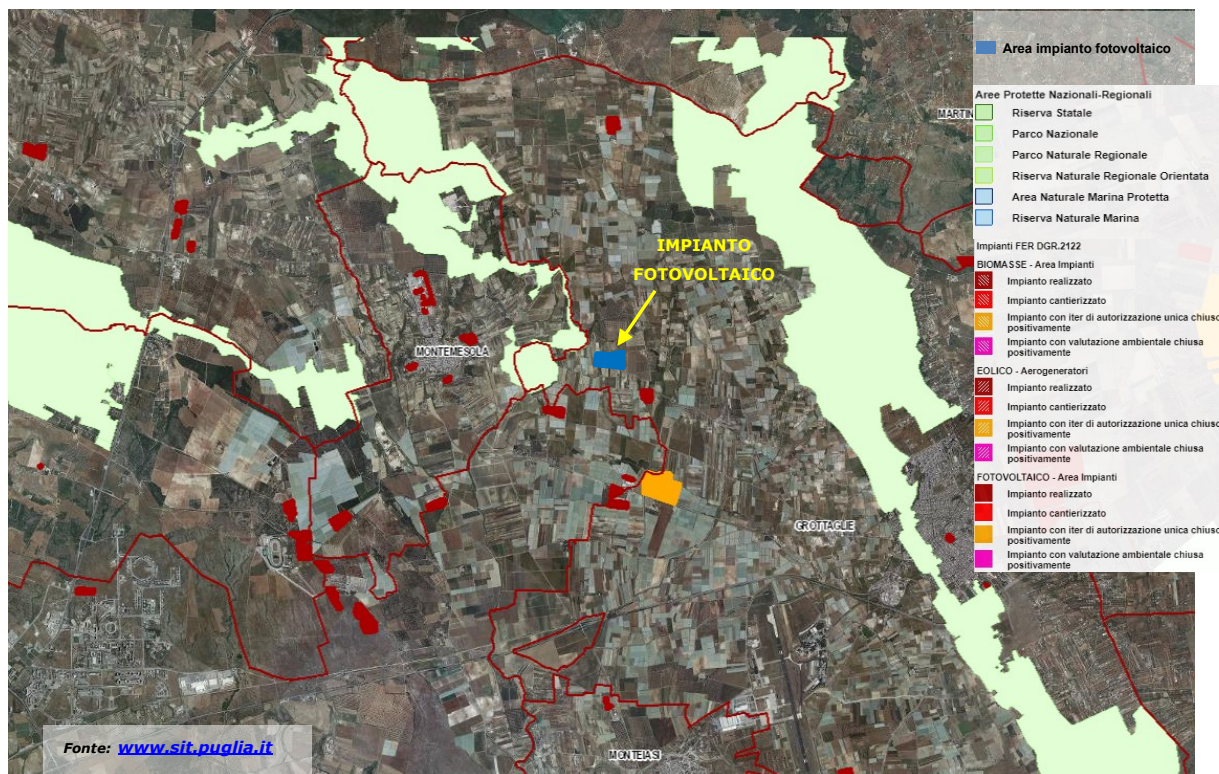 Area impianto fotovoltaico
Aree Protette Nazionali-Regionali
MARTIN
Riserva Statale
Parco Nazionale
Parco Naturale Regionale
Riserva Naturale Regionale Orientata
Area Naturale Marina Protetta
Riserva Naturale Marina
IMPIANTO
FOTOVOLTAICO
Impianti FER DGR.2122
BIOMASSE - Area Impianti
Impianto realizzato
Impianto cantierizzato
Impianto con iter di autorizzazione unica chiuso
positivamente
Impianto con valutazione ambientale chiusa
positivamente
MONTEMESOLA
EOLICO - Aerogeneratori
Impianto realizzato
Impianto cantierizzato
Impianto con iter di autorizzazione unica chiuso
positivamente
Impianto con valutazione ambientale chiusa
positivamente
FOTOVOLTAICO - Area Impianti
Impianto realizzato
Impianto cantierizzato
Impianto con iter di autorizzazione unica chiuso
positivamente
Impianto con valutazione ambientale chiusa
positivamente
GROTTAGLIE
Fonte: www.sit.puglia.it
MONTEIASI